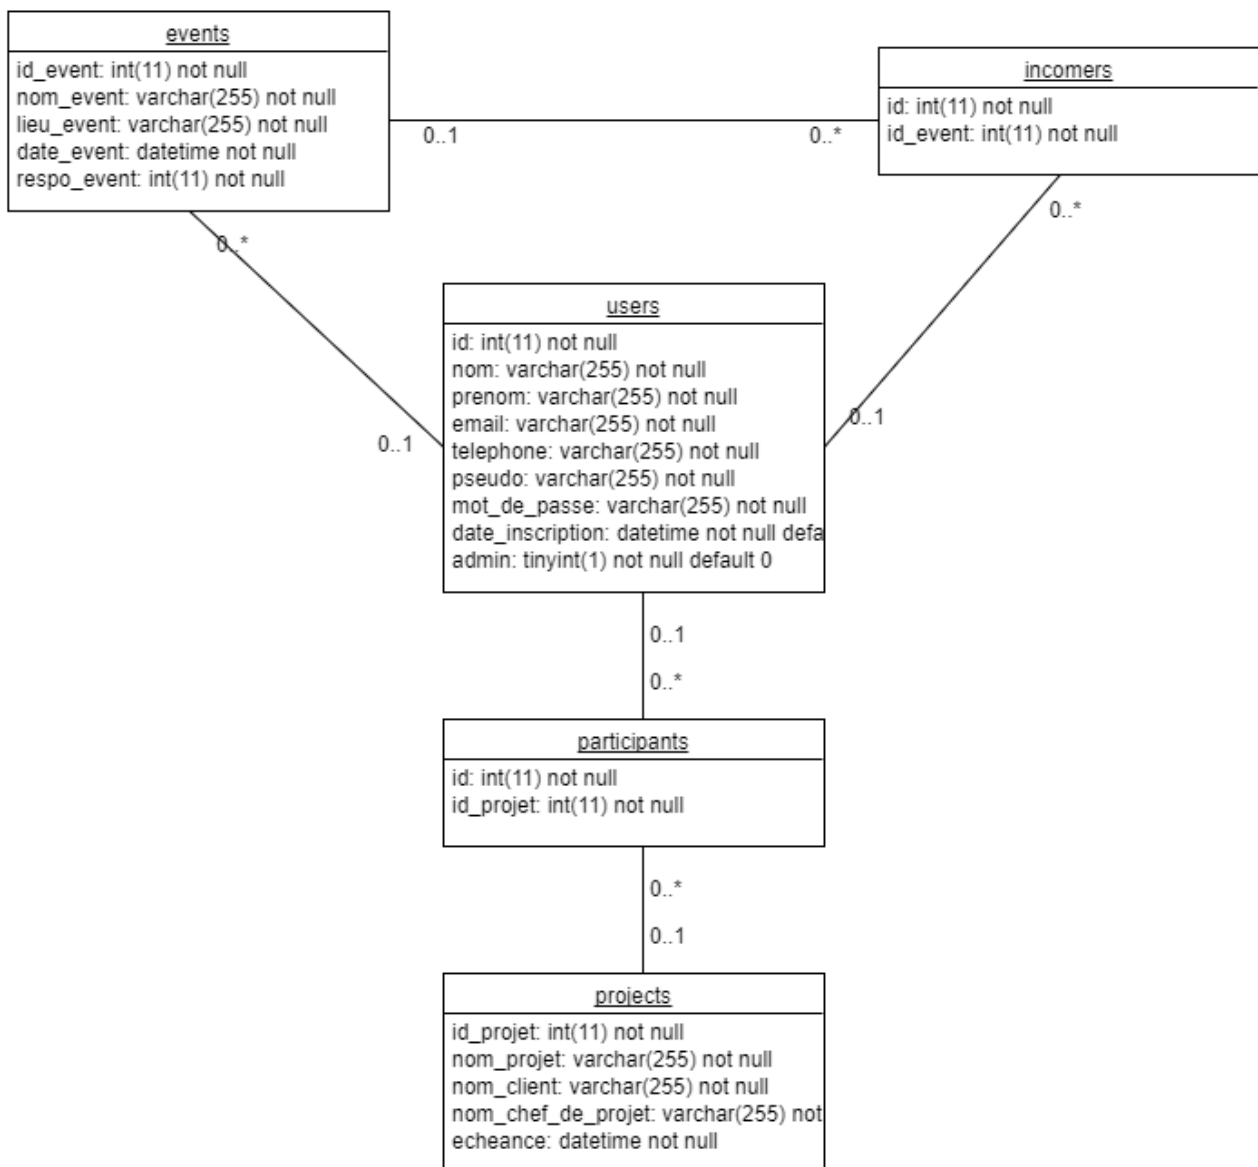 events
id_event: int(11) not null
nom_event: varchar(255) not null
lieu_event: varchar(255) not null
date_event: datetime not null
respo_event: int(11) not null
incomers
id: int(11) not null
id_event: int(11) not null
0..1
0..*
0..*
0..*
users
id: int(11) not null
nom: varchar(255) not null
prenom: varchar(255) not null
email: varchar(255) not null
telephone: varchar(255) not null
pseudo: varchar(255) not null
mot_de_passe: varchar(255) not null
date_inscription: datetime not null defa
admin: tinyint(1) not null default 0
0..1
0..1
0..1
0..*
participants
id: int(11) not null
id_projet: int(11) not null
0..*
0..1
projects
id_projet: int(11) not null
nom_projet: varchar(255) not null
nom_client: varchar(255) not null
nom_chef_de_projet: varchar(255) not
echeance: datetime not null